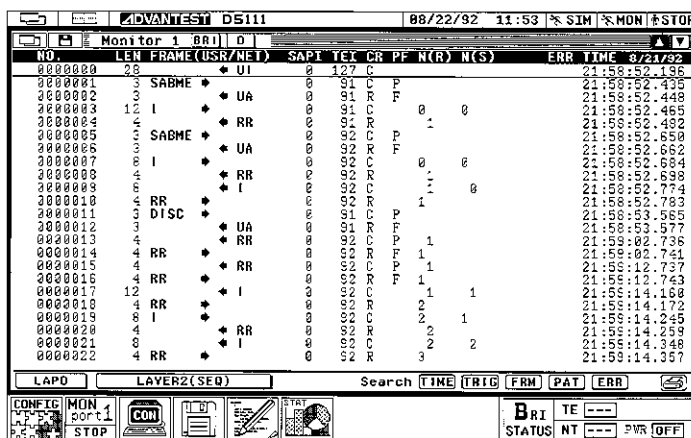 ADVANTEST D5111 08/22/92 11:53 SIM MON STOP
Monitor 1 BRI 0
NO. LEN FRAME(USR/NET) SAPI TEI CR PF N(R) N(S) ERR TIME 8/21/92
0000000 28 ← UI 0 127 C 21:58:52.196
0000001 3 SABME → 0 91 C P 21:58:52.435
0000002 3 ← UA 0 91 R F 21:58:52.448
0000003 12 I → 0 91 C 0 0 21:58:52.465
0000004 4 ← RR 0 91 R 1 21:58:52.492
0000005 3 SABME → 0 92 C P 21:58:52.650
0000006 3 ← UA 0 92 R F 21:58:52.662
0000007 8 I → 0 92 C 0 0 21:58:52.684
0000008 4 ← RR 0 92 R 1 21:58:52.698
0000009 8 ← I 0 92 C 1 0 21:58:52.774
0000010 4 RR → 0 92 R 1 21:58:52.783
0000011 3 DISC → 0 91 C P 21:58:53.565
0000012 3 ← UA 0 91 R F 21:58:53.577
0000013 4 ← RR 0 92 C P 1 21:59:02.736
0000014 4 RR → 0 92 R F 1 21:59:02.741
0000015 4 ← RR 0 92 C P 1 21:59:12.737
0000016 4 RR → 0 92 R F 1 21:59:12.743
0000017 12 ← I 0 92 C 1 1 21:59:14.160
0000018 4 RR → 0 92 R 2 21:59:14.172
0000019 8 I → 0 92 C 2 1 21:59:14.245
0000020 4 ← RR 0 92 R 2 21:59:14.259
0000021 8 ← I 0 92 C 2 2 21:59:14.348
0000022 4 RR → 0 92 R 3 21:59:14.357
LAPD LAYER2(SEQ) Search TIME TRIG FRM PAT ERR
CONFIG MON 1 port1 STOP CON STAT
BRI STATUS TE --- NT --- PWR OFF